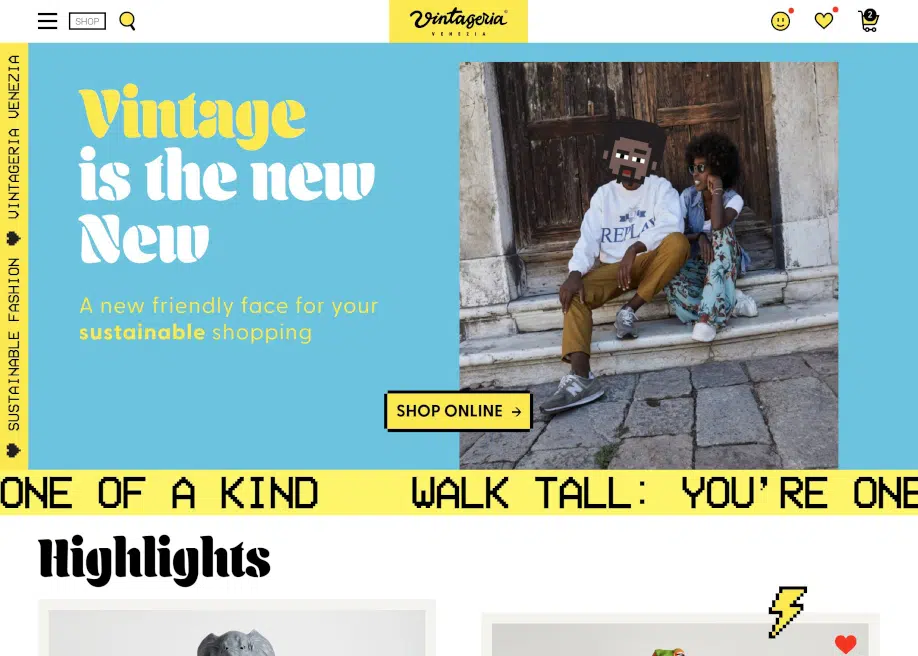 SHOP
Vintageria®
VENEZIA
2
SUSTAINABLE FASHION VINTAGERIA VENEZIA
Vintage
is the new
New
A new friendly face for your
sustainable shopping
REPLAY
SHOP ONLINE →
ONE OF A KIND WALK TALL: YOU'RE ONE
Highlights